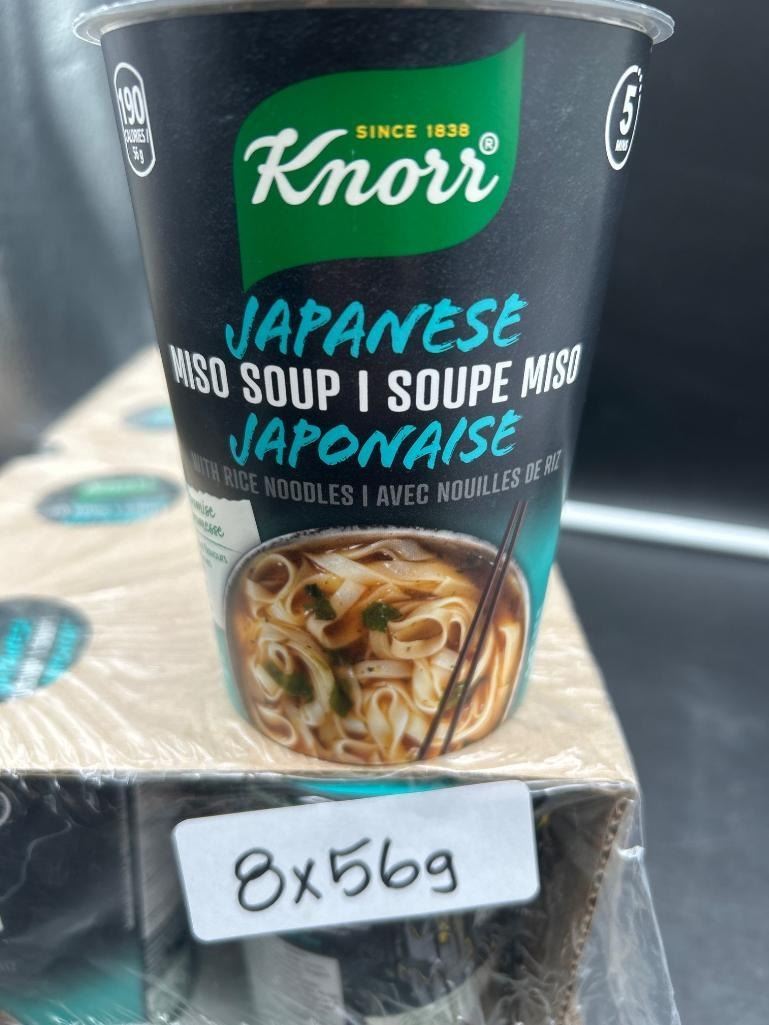 SINCE 1838
Knorr®
190
CALORIES /
56 g
5
MINS
JAPANESE
MISO SOUP | SOUPE MISO
JAPONAISE
WITH RICE NOODLES | AVEC NOUILLES DE RIZ
8x56g